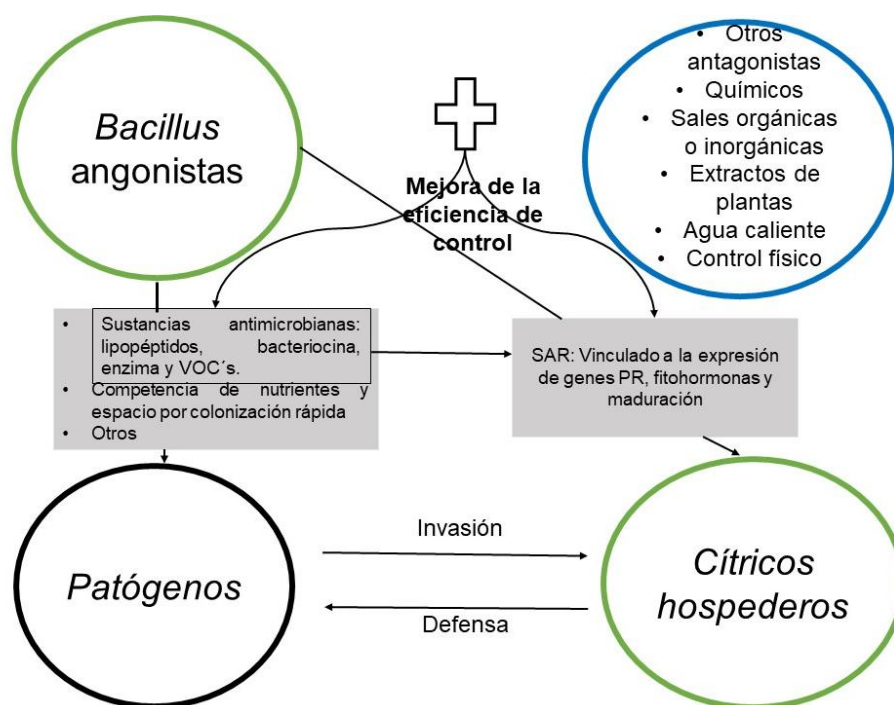 Bacillus
angonistas
• Otros
antagonistas
• Químicos
• Sales orgánicas
o inorgánicas
• Extractos de
plantas
• Agua caliente
• Control físico
Mejora de la
eficiencia de
control
• Sustancias antimicrobianas:
lipopéptidos, bacteriocina,
enzima y VOC´s.
• Competencia de nutrientes y
espacio por colonización rápida
• Otros
SAR: Vinculado a la expresión
de genes PR, fitohormonas y
maduración
Patógenos
Invasión
Defensa
Cítricos
hospederos